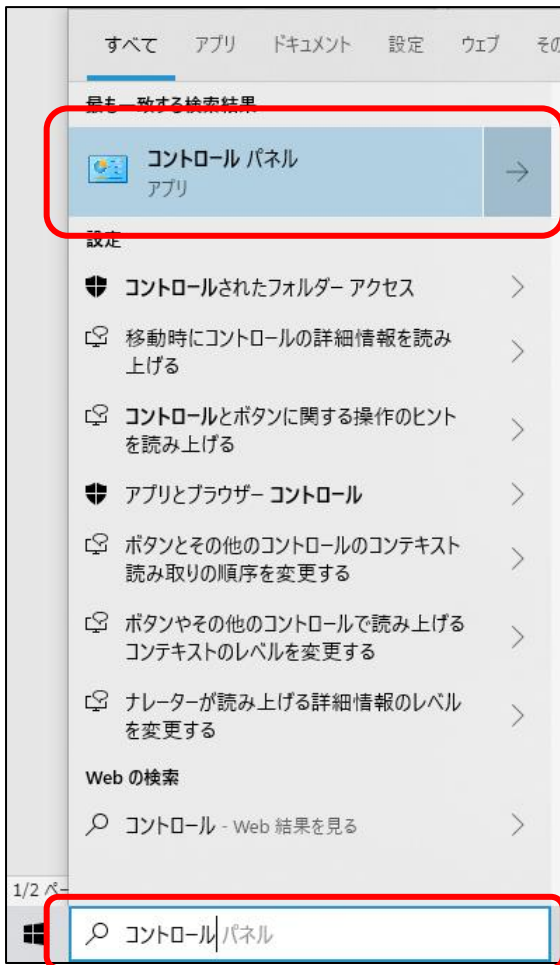 すべて アプリ ドキュメント 設定 ウェブ その
最も一致する検索結果
コントロール パネル
アプリ
設定
コントロールされたフォルダー アクセス
移動時にコントロールの詳細情報を読み
上げる
コントロールとボタンに関する操作のヒント
を読み上げる
アプリとブラウザー コントロール
ボタンとその他のコントロールのコンテキスト
読み取りの順序を変更する
ボタンやその他のコントロールで読み上げる
コンテキストのレベルを変更する
ナレーターが読み上げる詳細情報のレベル
を変更する
Web の検索
コントロール - Web 結果を見る
1/2 ペー
コントロール パネル